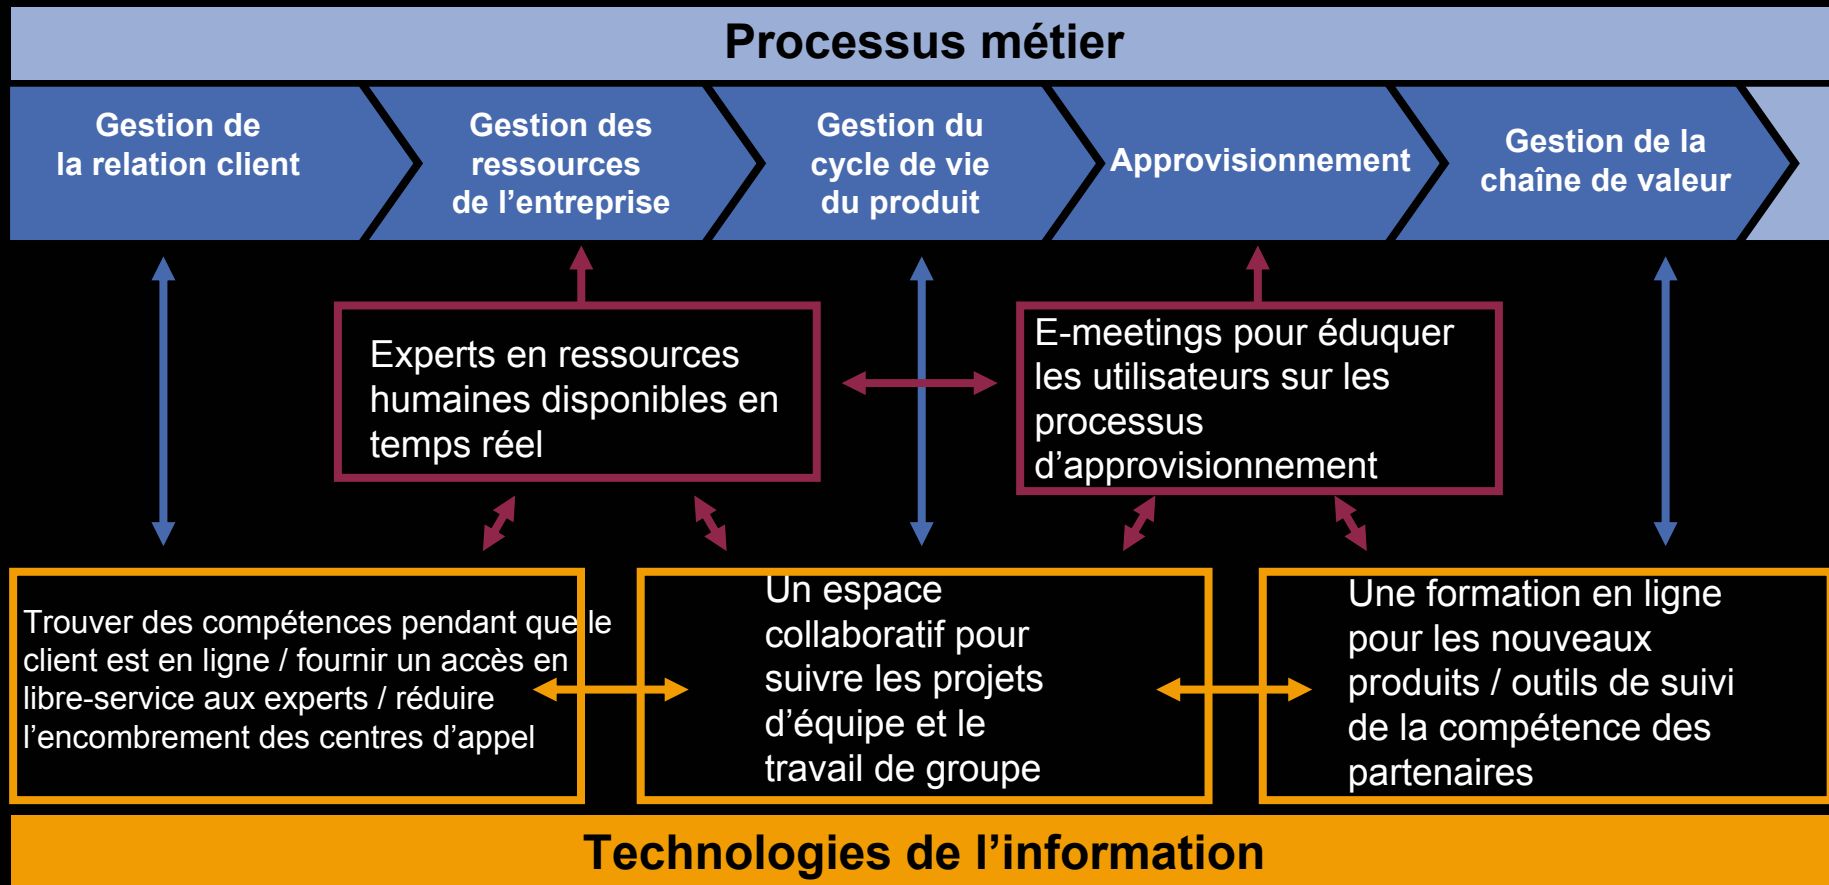 Processus métier
Gestion de
la relation client
Gestion des
ressources
de l’entreprise
Gestion du
cycle de vie
du produit
Approvisionnement
Gestion de la
chaîne de valeur
Experts en ressources
humaines disponibles en
temps réel
E-meetings pour éduquer
les utilisateurs sur les
processus
d’approvisionnement
Trouver des compétences pendant que le
client est en ligne / fournir un accès en
libre-service aux experts / réduire
l’encombrement des centres d’appel
Un espace
collaboratif pour
suivre les projets
d’équipe et le
travail de groupe
Une formation en ligne
pour les nouveaux
produits / outils de suivi
de la compétence des
partenaires
Technologies de l’information